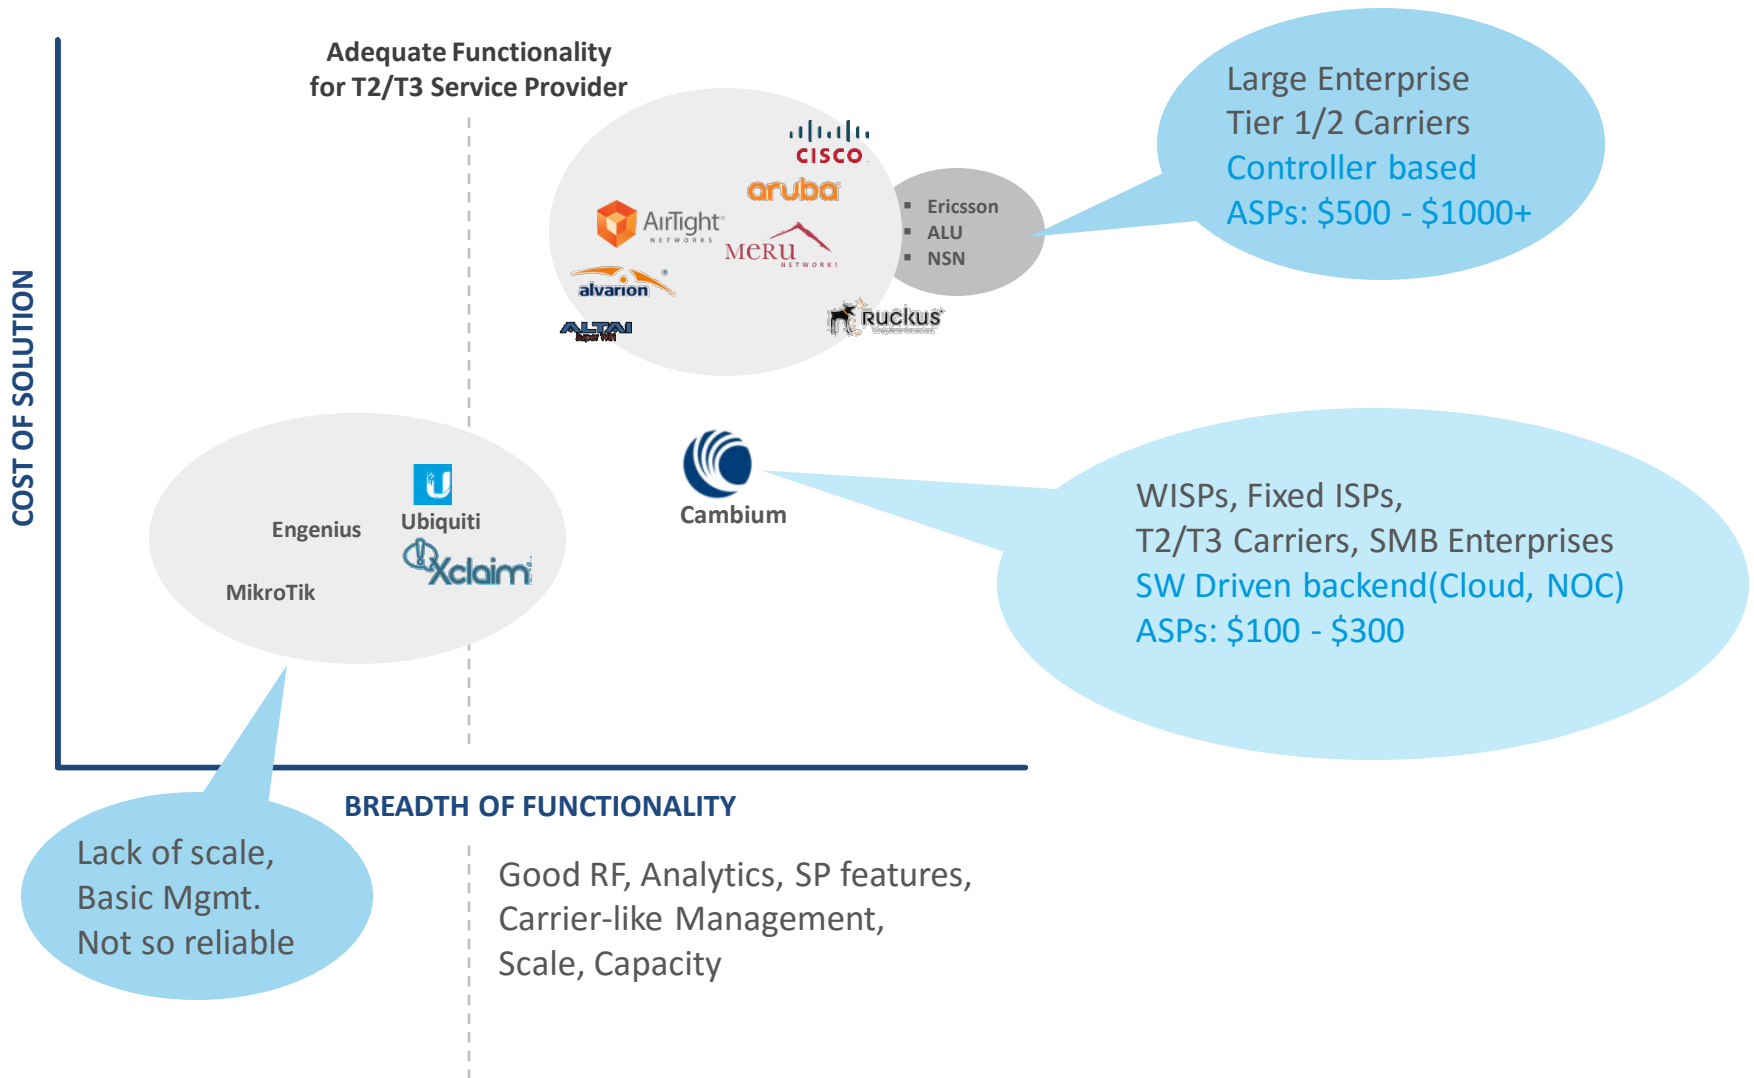 Adequate Functionality
for T2/T3 Service Provider
Large Enterprise
Tier 1/2 Carriers
Controller based
ASPs: $500 - $1000+
CISCO
aruba
AirTight
NETWORKS
MeRU
NETWORKS
▪ Ericsson
▪ ALU
▪ NSN
alvarion
ALTAI
Super WiFi
RUCKUS
COST OF SOLUTION
Cambium
WISPs, Fixed ISPs,
T2/T3 Carriers, SMB Enterprises
SW Driven backend(Cloud, NOC)
ASPs: $100 - $300
Engenius
Ubiquiti
Xclaim
MikroTik
BREADTH OF FUNCTIONALITY
Lack of scale,
Basic Mgmt.
Not so reliable
Good RF, Analytics, SP features,
Carrier-like Management,
Scale, Capacity